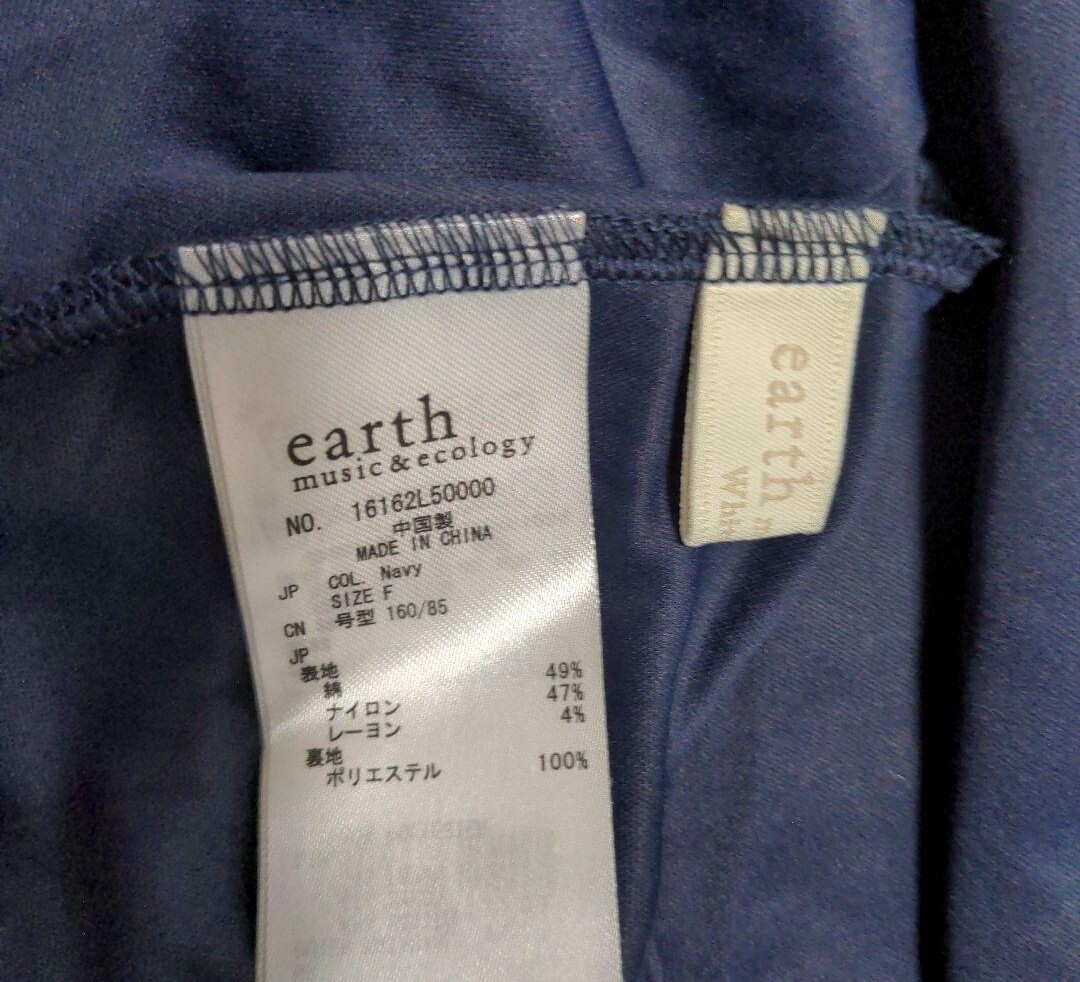 earth
music & ecology
NO. 16162L50000
中国製
MADE IN CHINA
JP COL. Navy
SIZE F
CN 号型 160/85
JP
表地
綿 49%
ナイロン 47%
レーヨン 4%
裏地
ポリエステル 100%
earth